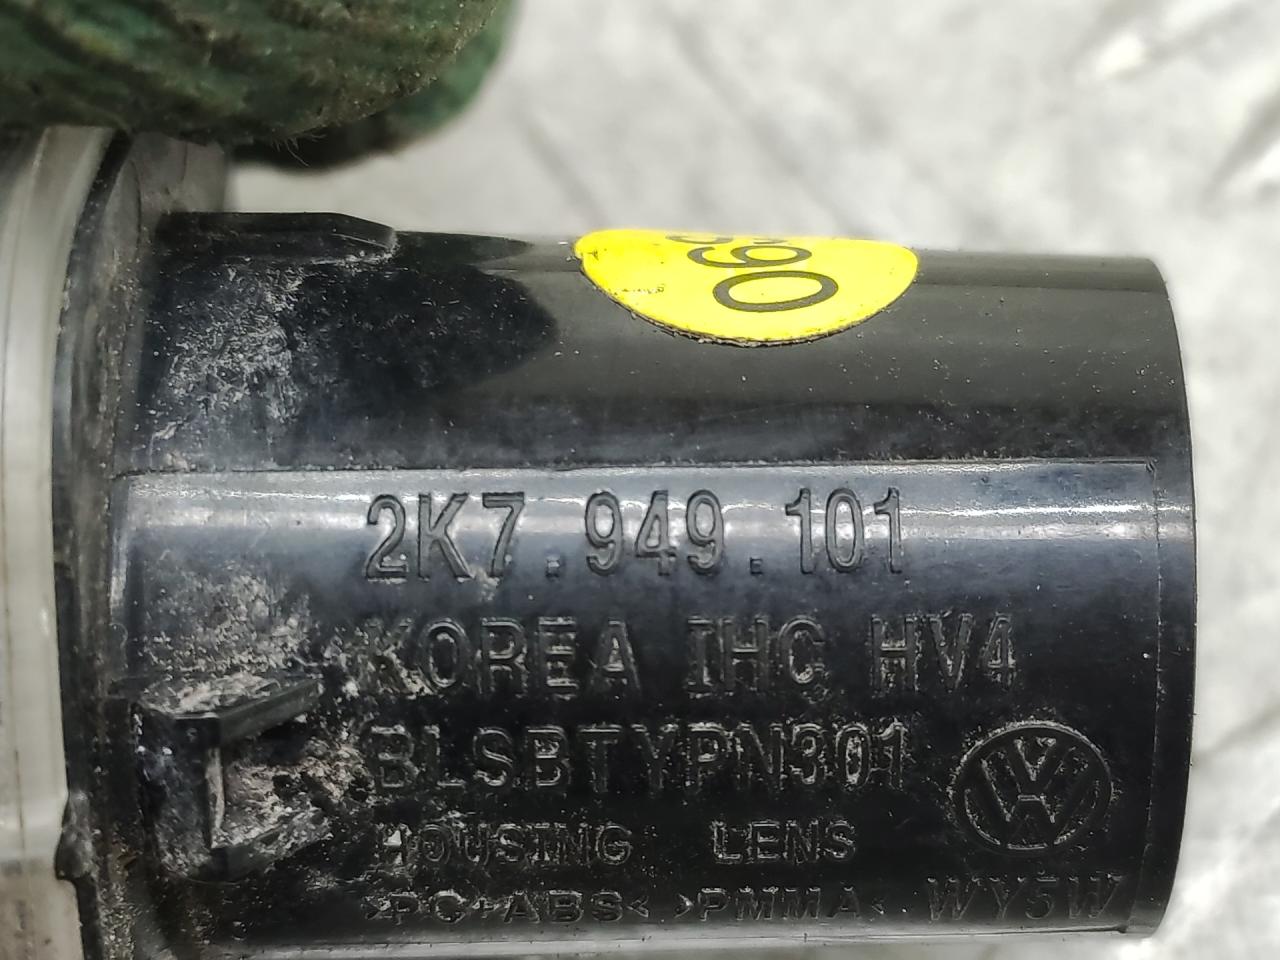 2K7.949.101
KOREA IHC HV4
BLSBTYPN301
HOUSING LENS
>PC+ABS< >PMMA< WY5W